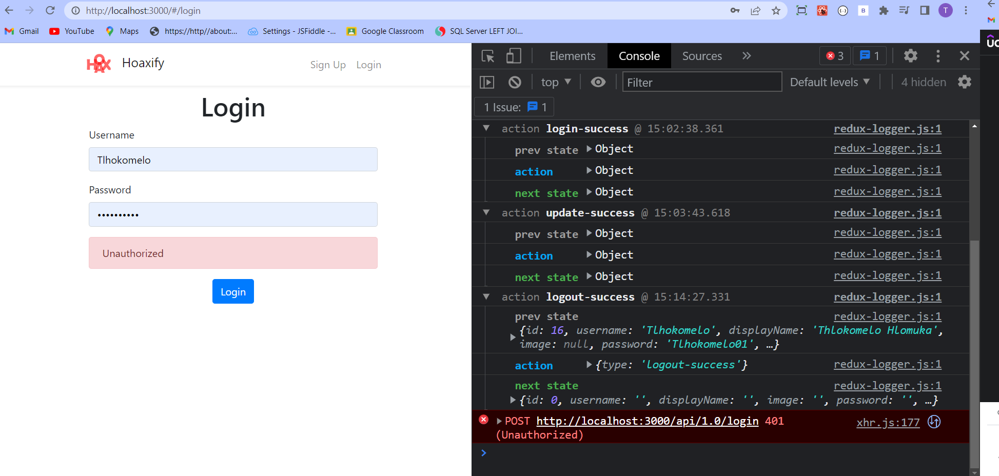 http://localhost:3000/#/login
T
Gmail YouTube Maps https://http//about:... Settings - JSFiddle -... Google Classroom SQL Server LEFT JOI...
HOAX Hoaxify Sign Up Login
Login
Username
Tlhokomelo
Password
••••••••••
Unauthorized
Login
Elements Console Sources » 3 1
top Filter Default levels 4 hidden
1 Issue: 1
action login-success @ 15:02:38.361 redux-logger.js:1
prev state Object redux-logger.js:1
action Object redux-logger.js:1
next state Object redux-logger.js:1
action update-success @ 15:03:43.618 redux-logger.js:1
prev state Object redux-logger.js:1
action Object redux-logger.js:1
next state Object redux-logger.js:1
action logout-success @ 15:14:27.331 redux-logger.js:1
prev state redux-logger.js:1
{id: 16, username: 'Tlhokomelo', displayName: 'Thlokomelo Hlomuka',
image: null, password: 'Tlhokomelo01', …}
action {type: 'logout-success'} redux-logger.js:1
next state redux-logger.js:1
{id: 0, username: '', displayName: '', image: '', password: '', …}
POST http://localhost:3000/api/1.0/login 401 xhr.js:177
(Unauthorized)